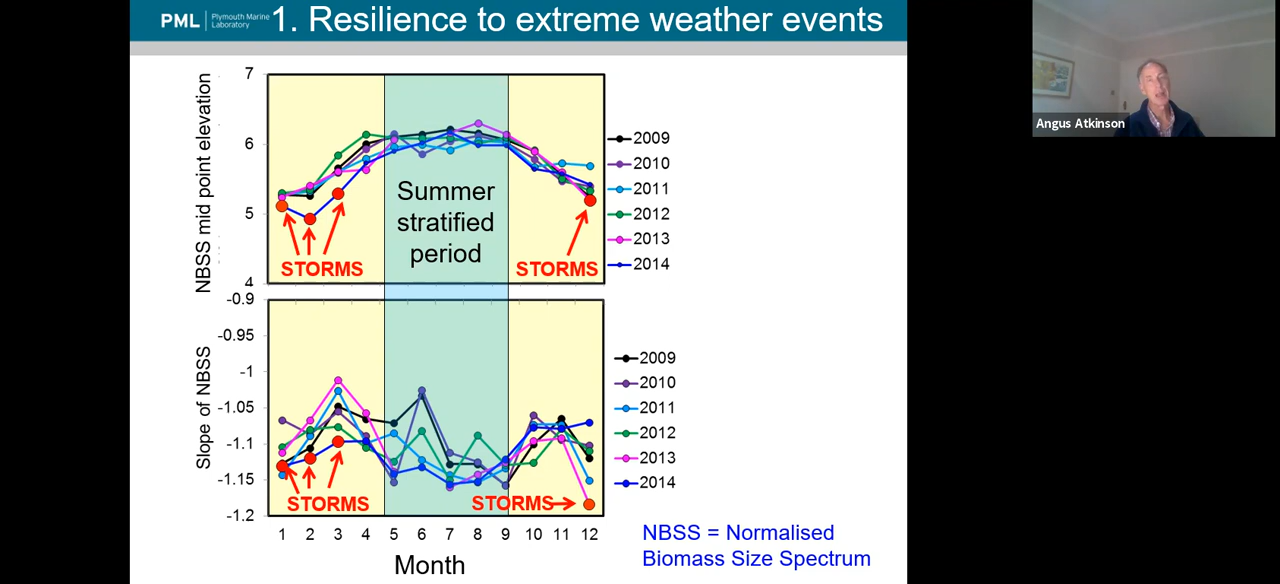 PML Plymouth Marine
Laboratory
1. Resilience to extreme weather events
Angus Atkinson
NBSS mid point elevation
7
6
5
4
Summer
stratified
period
STORMS
STORMS
2009
2010
2011
2012
2013
2014
Slope of NBSS
-0.9
-0.95
-1
-1.05
-1.1
-1.15
-1.2
STORMS
STORMS
2009
2010
2011
2012
2013
2014
1 2 3 4 5 6 7 8 9 10 11 12
Month
NBSS = Normalised
Biomass Size Spectrum